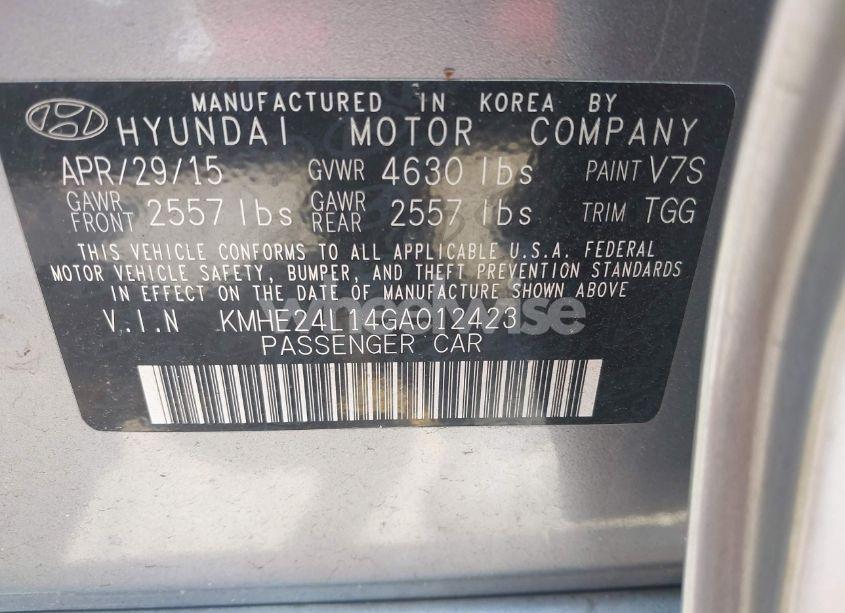 MANUFACTURED IN KOREA BY
HYUNDAI MOTOR COMPANY
APR/29/15 GVWR 4630 lbs PAINT V7S
GAWR FRONT 2557 lbs GAWR REAR 2557 lbs TRIM TGG
THIS VEHICLE CONFORMS TO ALL APPLICABLE U.S.A. FEDERAL
MOTOR VEHICLE SAFETY, BUMPER, AND THEFT PREVENTION STANDARDS
IN EFFECT ON THE DATE OF MANUFACTURE SHOWN ABOVE
wheelwise
V.I.N KMHE24L14GA012423
PASSENGER CAR